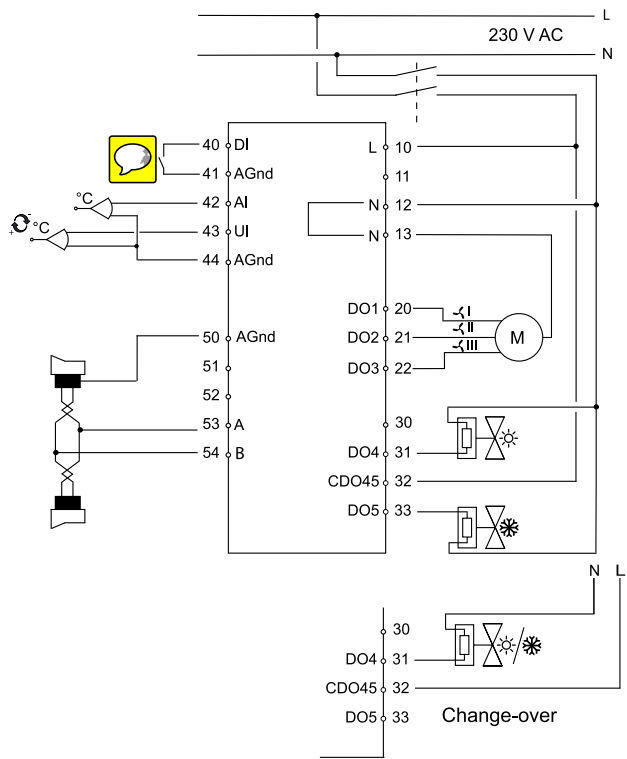 L
230 V AC
N
40 DI
L 10
41 AGnd
11
°C
42 AI
N 12
°C
43 UI
N 13
44 AGnd
DO1 20
I
50 AGnd
DO2 21
II
M
51
DO3 22
III
52
53 A
30
54 B
DO4 31
CDO45 32
DO5 33
N L
30
DO4 31
CDO45 32
DO5 33
Change-over